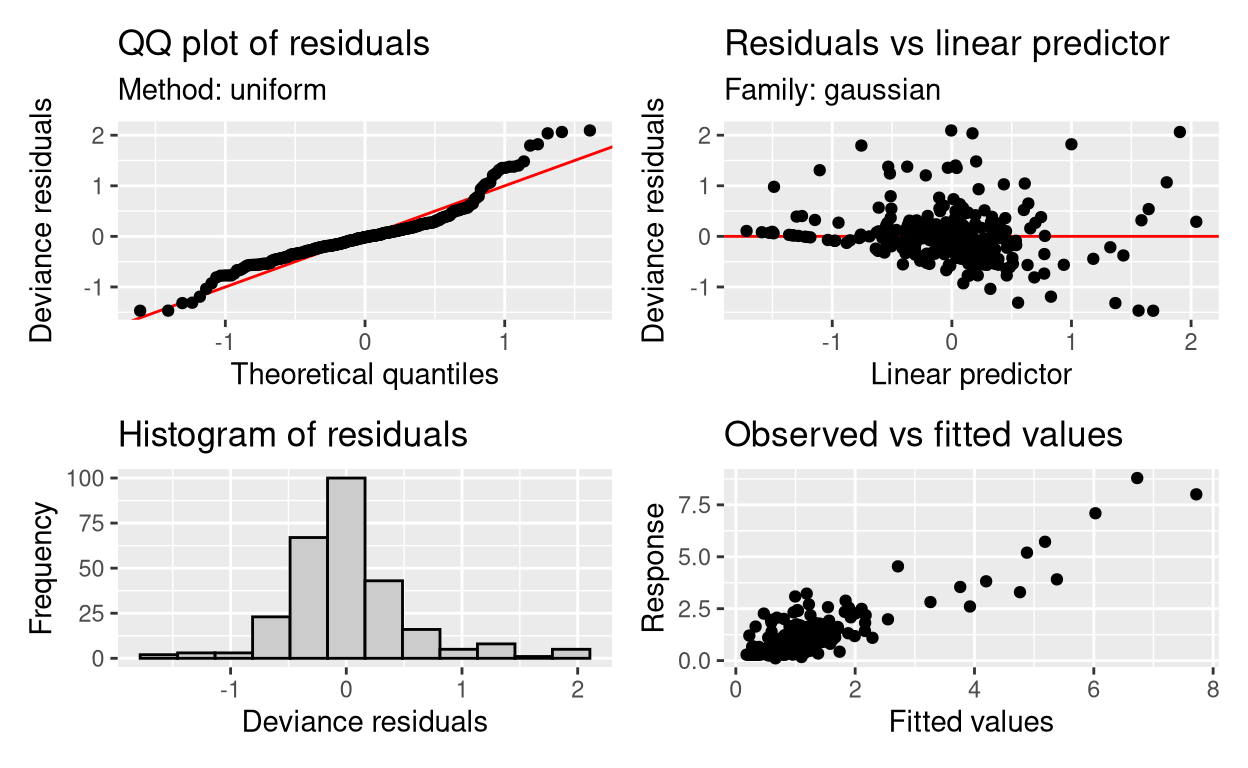 QQ plot of residuals
Method: uniform
Deviance residuals
2
1
0
-1
-1
0
1
Theoretical quantiles
Residuals vs linear predictor
Family: gaussian
Deviance residuals
2
1
0
-1
-1
0
1
2
Linear predictor
Histogram of residuals
Frequency
100
75
50
25
0
-1
0
1
2
Deviance residuals
Observed vs fitted values
Response
7.5
5.0
2.5
0.0
0
2
4
6
8
Fitted values